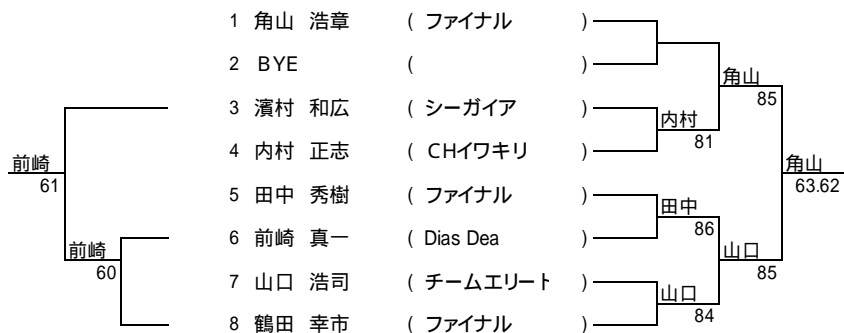 1 角山 浩章 ( ファイナル )
2 BYE ( )
角山
85
3 濱村 和広 ( シーガイア )
内村
81
4 内村 正志 ( CHイワキリ )
前崎
61
角山
63.62
5 田中 秀樹 ( ファイナル )
田中
86
6 前崎 真一 ( Dias Dea )
前崎
60
山口
85
7 山口 浩司 ( チームエリート )
山口
84
8 鶴田 幸市 ( ファイナル )